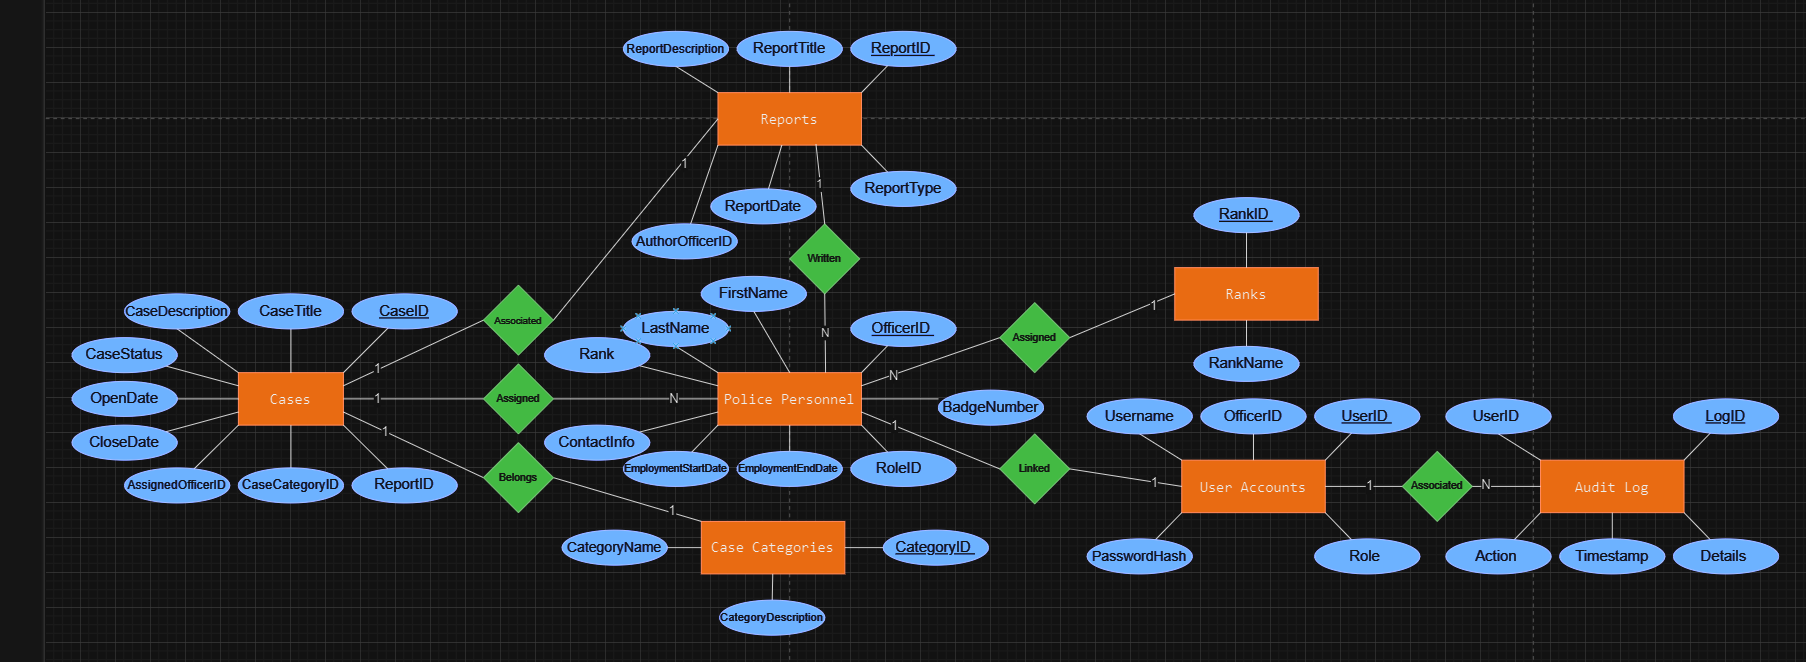 ReportDescription
ReportTitle
ReportID
Reports
1
1
ReportType
ReportDate
AuthorOfficerID
RankID
Written
FirstName
Ranks
CaseDescription
CaseTitle
CaseID
Associated
LastName
OfficerID
1
N
Assigned
CaseStatus
Rank
RankName
1
N
OpenDate
Cases
1
Assigned
N
Police Personnel
BadgeNumber
Username
OfficerID
UserID
UserID
LogID
CloseDate
1
ContactInfo
1
EmploymentStartDate
EmploymentEndDate
RoleID
Linked
AssignedOfficerID
CaseCategoryID
ReportID
Belongs
1
User Accounts
1
Associated
N
Audit Log
1
CategoryName
Case Categories
CategoryID
PasswordHash
Role
Action
Timestamp
Details
CategoryDescription